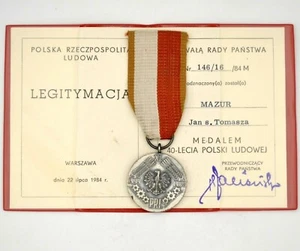 POLSKA RZECZPOSPOLITA
LUDOWA
LEGITYMACJA
WARSZAWA
dnia 22 lipca 1984 r.
WAŁĄ RADY PAŃSTWA
Nr 146/16 /84 M
odznaczony(a) został(a)
MAZUR
Jan s. Tomasza
MEDALEM
40-LECIA POLSKI LUDOWEJ
PRZEWODNICZĄCY
RADY PAŃSTWA